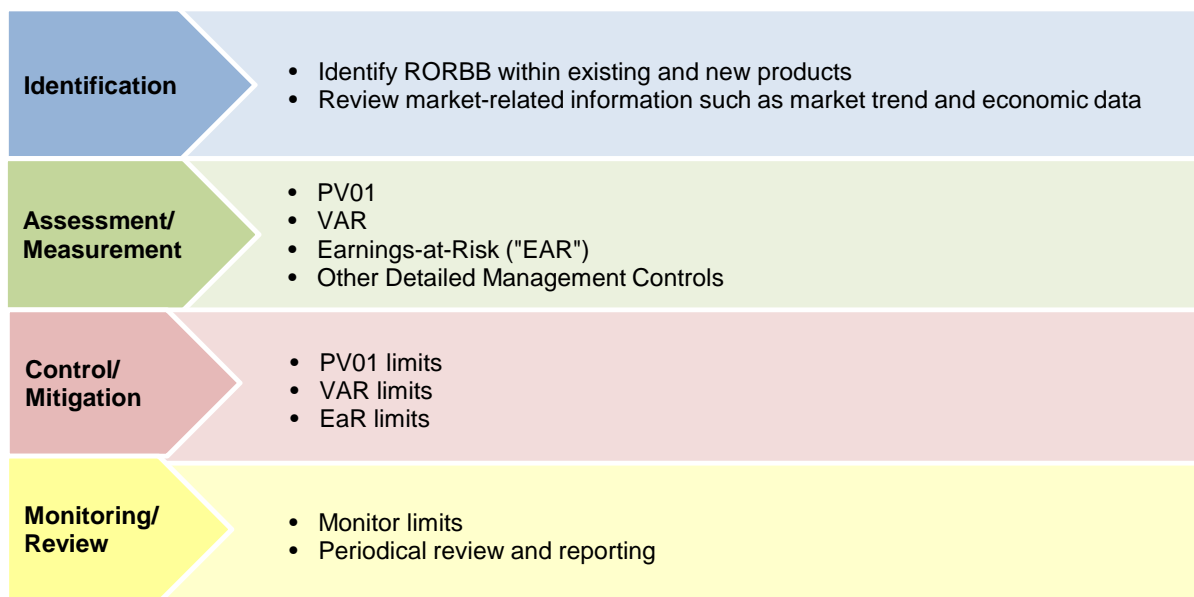 Identification
• Identify RORBB within existing and new products
• Review market-related information such as market trend and economic data
Assessment/
Measurement
• PV01
• VAR
• Earnings-at-Risk ("EAR")
• Other Detailed Management Controls
Control/
Mitigation
• PV01 limits
• VAR limits
• EaR limits
Monitoring/
Review
• Monitor limits
• Periodical review and reporting